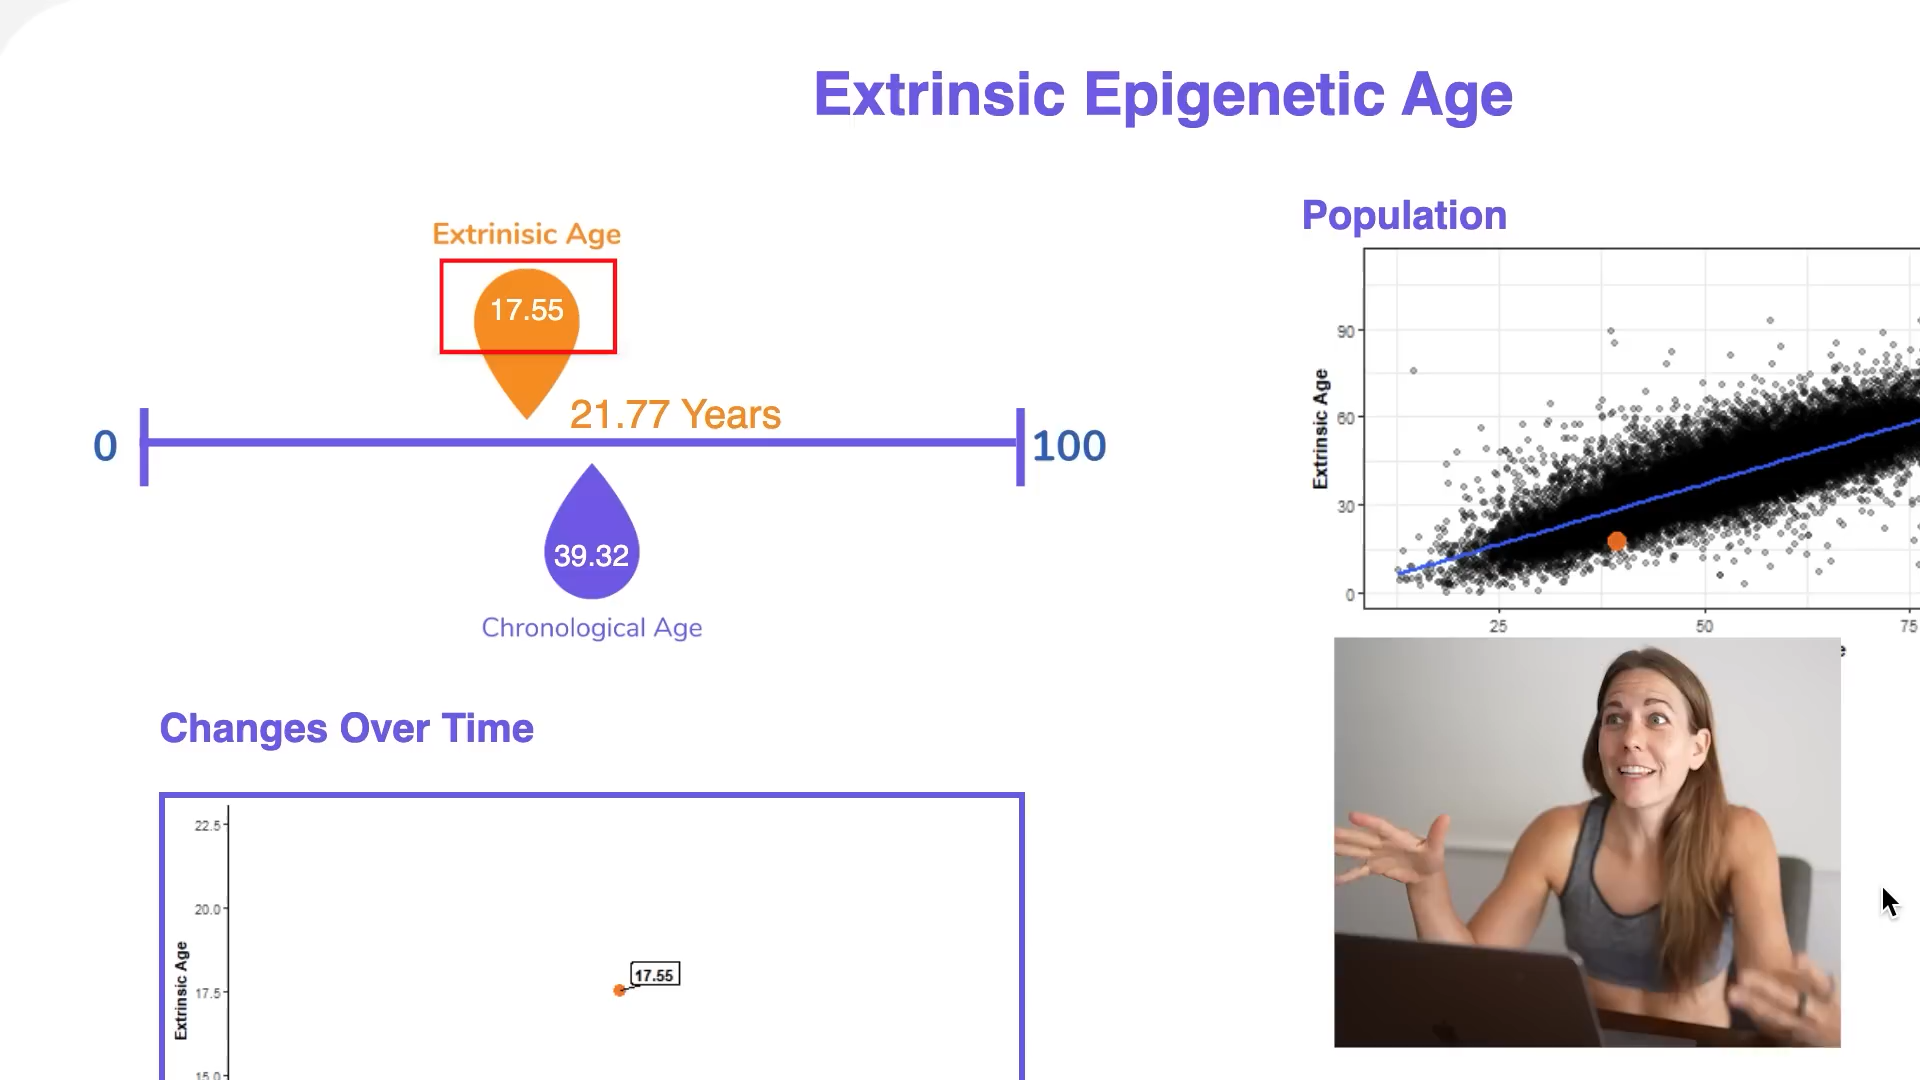 Extrinsic Epigenetic Age
Extrinisic Age
17.55
21.77 Years
0
100
39.32
Chronological Age
Population
90
60
30
0
Extrinsic Age
25
50
75
e
Changes Over Time
22.5
20.0
17.5
15.0
Extrinsic Age
17.55